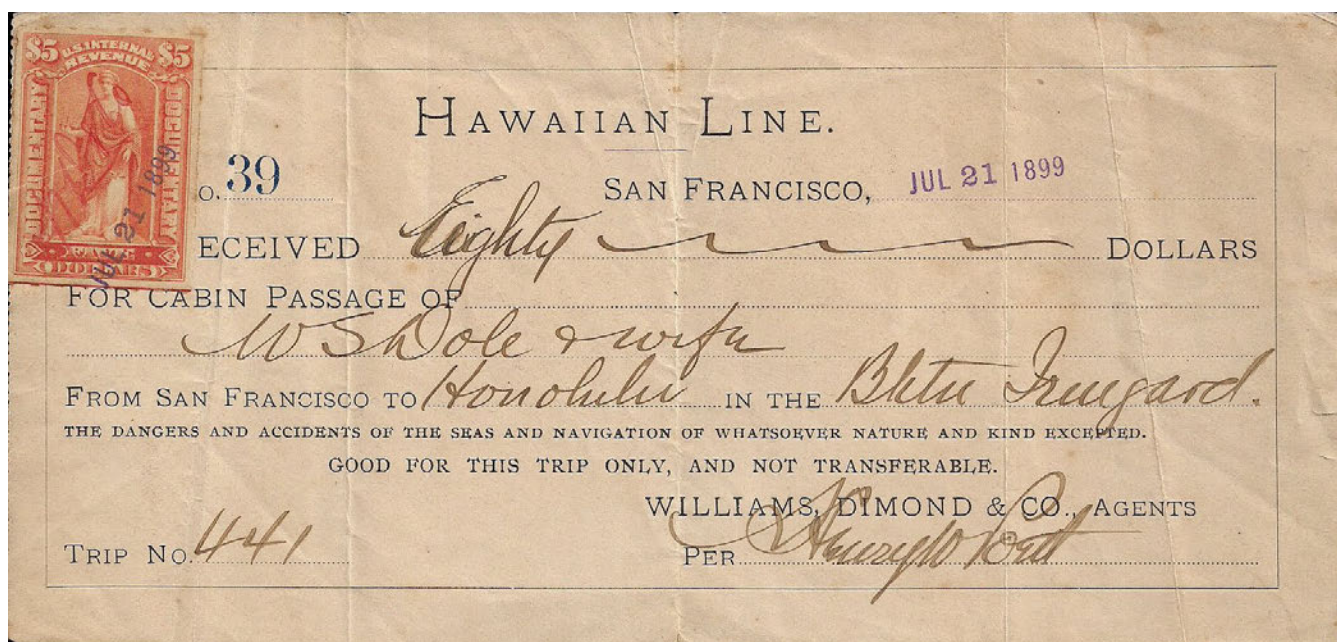 $5 U.S. INTERNAL REVENUE $5
DOCUMENTARY
DOCUMENTARY
FIVE
DOLLARS
JUL 21 1899
HAWAIIAN LINE.
o. 39
SAN FRANCISCO, JUL 21 1899
ECEIVED Eighty DOLLARS
FOR CABIN PASSAGE OF
W S Dole & wife
FROM SAN FRANCISCO TO Honolulu IN THE Bktn Irmgard.
THE DANGERS AND ACCIDENTS OF THE SEAS AND NAVIGATION OF WHATSOEVER NATURE AND KIND EXCEPTED.
GOOD FOR THIS TRIP ONLY, AND NOT TRANSFERABLE.
WILLIAMS, DIMOND & CO., AGENTS
TRIP NO. 441 PER